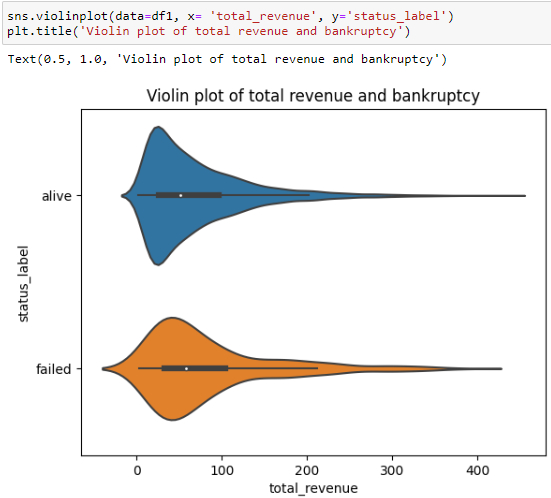 sns.violinplot(data=df1, x= 'total_revenue', y='status_label')
plt.title('Violin plot of total revenue and bankruptcy')
Text(0.5, 1.0, 'Violin plot of total revenue and bankruptcy')
Violin plot of total revenue and bankruptcy
alive
status_label
failed
0 100 200 300 400
total_revenue